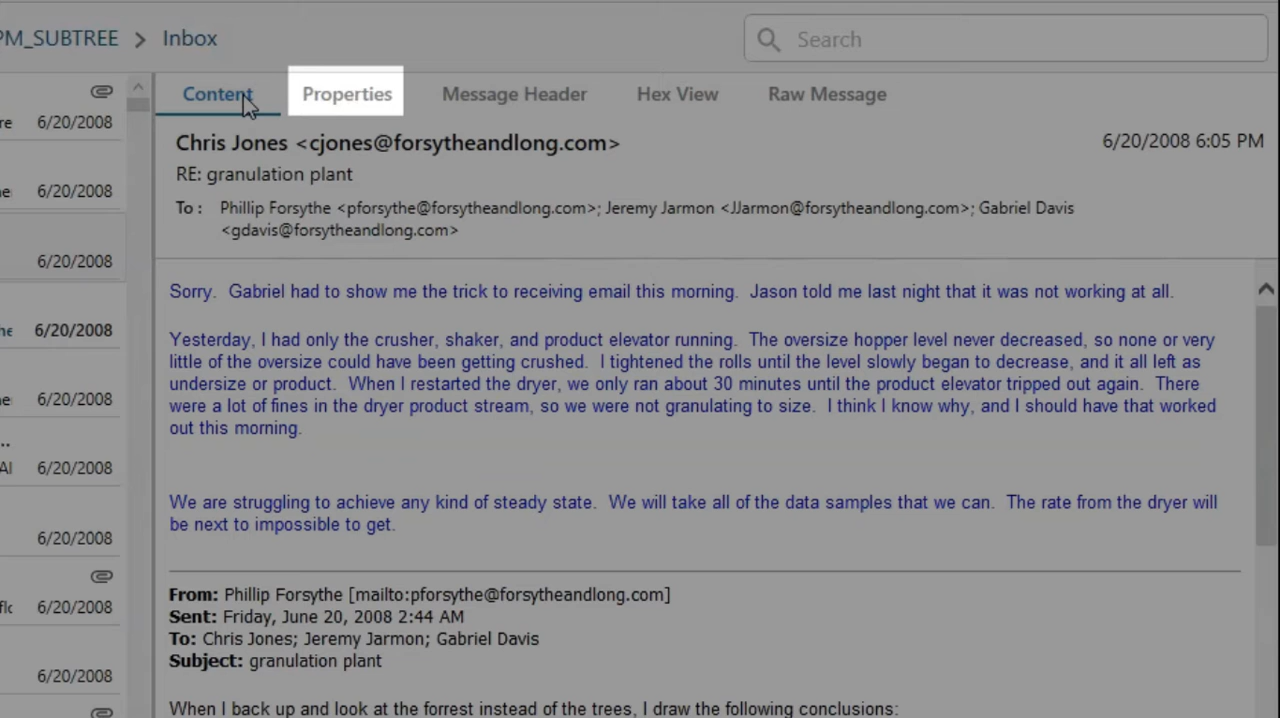 PM_SUBTREE > Inbox
Search
Content
Properties
Message Header
Hex View
Raw Message
re 6/20/2008
ne 6/20/2008
6/20/2008
he 6/20/2008
ne 6/20/2008
..
Al 6/20/2008
6/20/2008
flo 6/20/2008
6/20/2008
Chris Jones <cjones@forsytheandlong.com>
6/20/2008 6:05 PM
RE: granulation plant
To : Phillip Forsythe <pforsythe@forsytheandlong.com>; Jeremy Jarmon <JJarmon@forsytheandlong.com>; Gabriel Davis
<gdavis@forsytheandlong.com>
Sorry. Gabriel had to show me the trick to receiving email this morning. Jason told me last night that it was not working at all.
Yesterday, I had only the crusher, shaker, and product elevator running. The oversize hopper level never decreased, so none or very
little of the oversize could have been getting crushed. I tightened the rolls until the level slowly began to decrease, and it all left as
undersize or product. When I restarted the dryer, we only ran about 30 minutes until the product elevator tripped out again. There
were a lot of fines in the dryer product stream, so we were not granulating to size. I think I know why, and I should have that worked
out this morning.
We are struggling to achieve any kind of steady state. We will take all of the data samples that we can. The rate from the dryer will
be next to impossible to get.
From: Phillip Forsythe [mailto:pforsythe@forsytheandlong.com]
Sent: Friday, June 20, 2008 2:44 AM
To: Chris Jones; Jeremy Jarmon; Gabriel Davis
Subject: granulation plant
When I back up and look at the forrest instead of the trees, I draw the following conclusions: